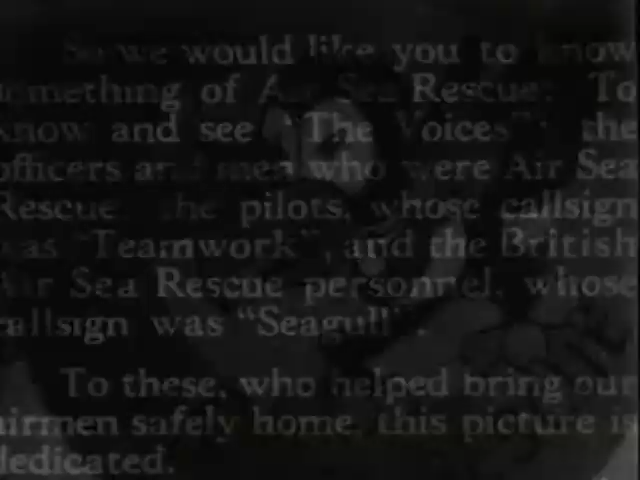 So we would like you to know
something of Air Sea Rescue. To
know and see "The Voices", the
officers and men who were Air Sea
Rescue, the pilots, whose callsign
was "Teamwork", and the British
Air Sea Rescue personnel, whose
callsign was "Seagull".
To these, who helped bring our
airmen safely home, this picture is
dedicated.